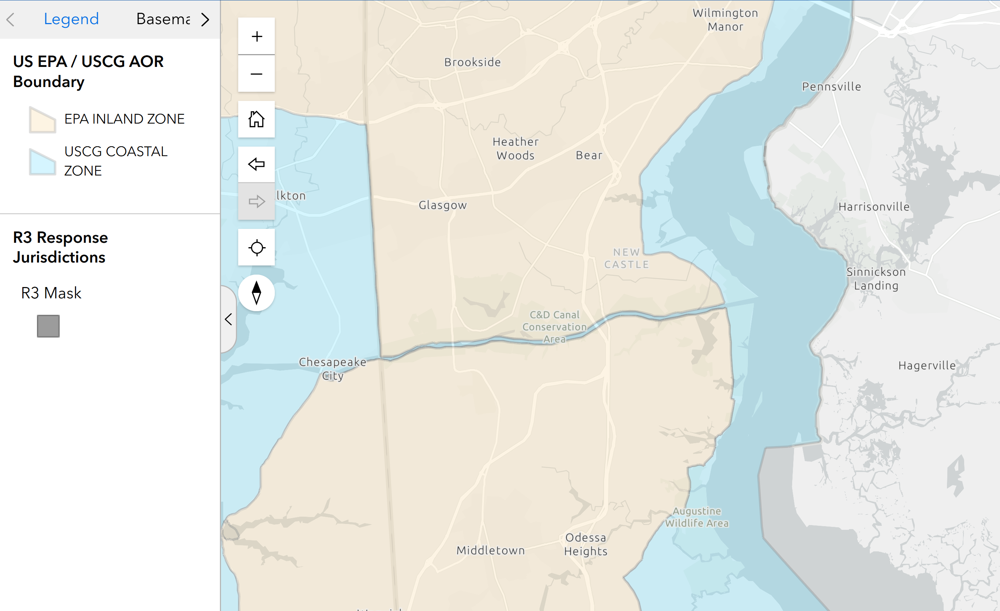 Legend
Basema
US EPA / USCG AOR
Boundary
EPA INLAND ZONE
USCG COASTAL
ZONE
R3 Response
Jurisdictions
R3 Mask
Wilmington
Manor
Brookside
Pennsville
Heather
Woods
Bear
lkton
Glasgow
Harrisonville
NEW
CASTLE
Sinnickson
Landing
C&D Canal
Conservation
Area
Chesapeake
City
Hagerville
Augustine
Wildlife Area
Odessa
Heights
Middletown